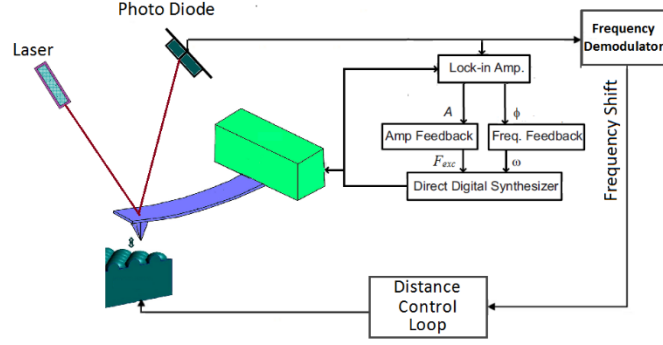 Photo Diode
Laser
Frequency
Demodulator
Lock-in Amp.
A
ϕ
Amp Feedback
Freq. Feedback
F_exc
ω
Direct Digital Synthesizer
Frequency Shift
Distance
Control
Loop